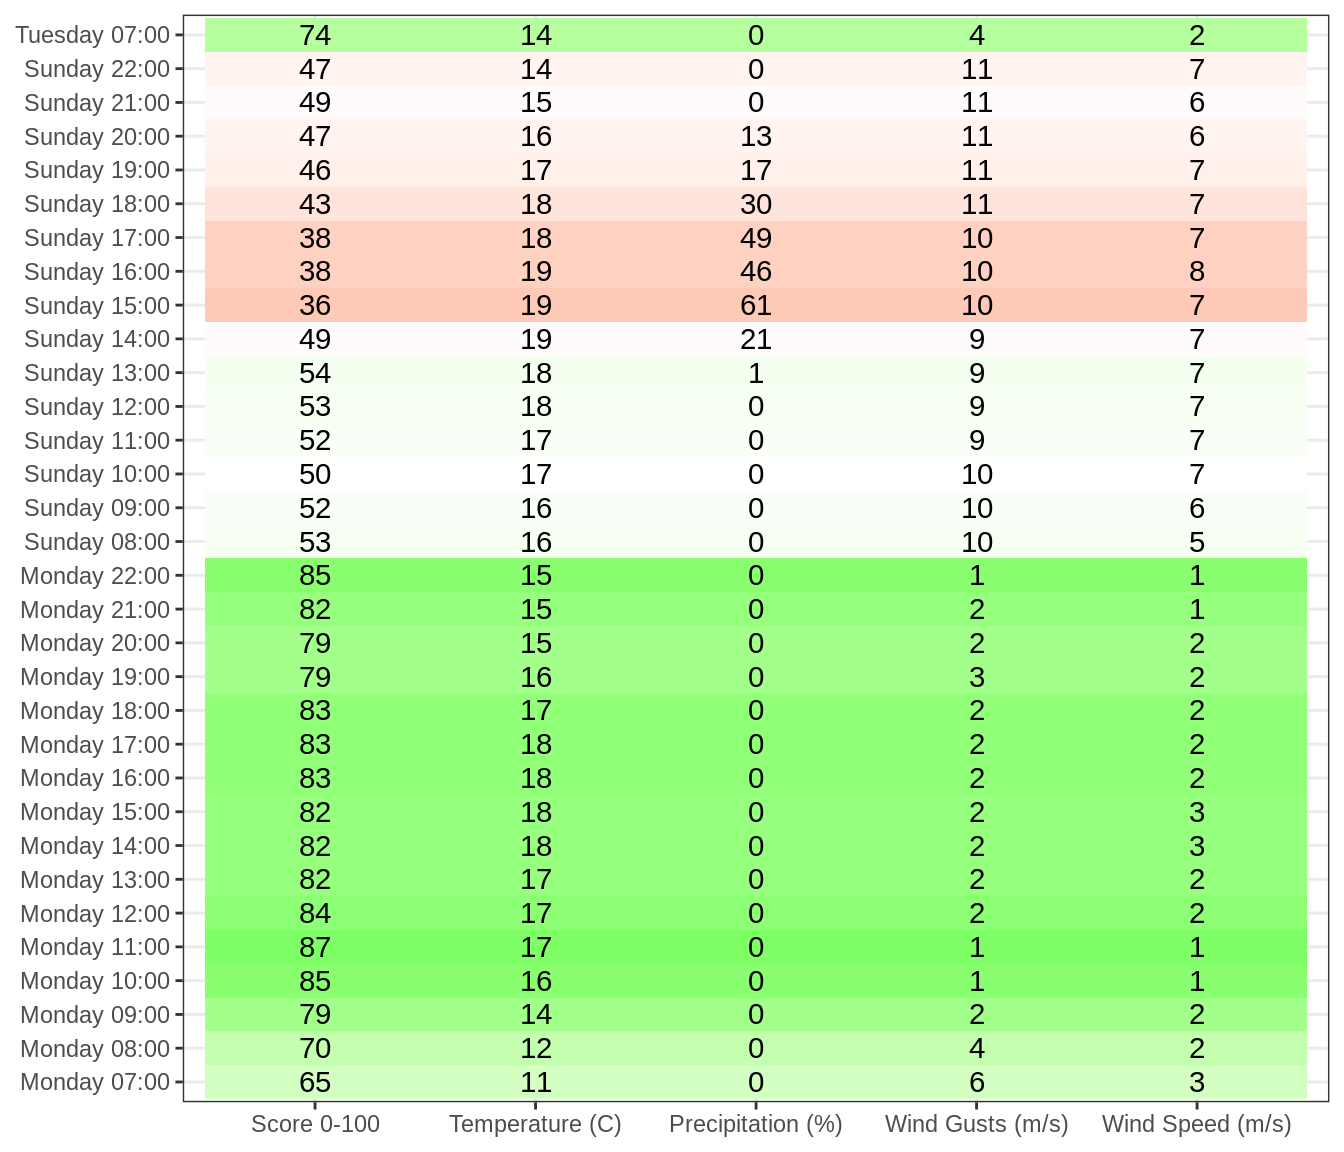 Tuesday 07:00 74 14 0 4 2
Sunday 22:00 47 14 0 11 7
Sunday 21:00 49 15 0 11 6
Sunday 20:00 47 16 13 11 6
Sunday 19:00 46 17 17 11 7
Sunday 18:00 43 18 30 11 7
Sunday 17:00 38 18 49 10 7
Sunday 16:00 38 19 46 10 8
Sunday 15:00 36 19 61 10 7
Sunday 14:00 49 19 21 9 7
Sunday 13:00 54 18 1 9 7
Sunday 12:00 53 18 0 9 7
Sunday 11:00 52 17 0 9 7
Sunday 10:00 50 17 0 10 7
Sunday 09:00 52 16 0 10 6
Sunday 08:00 53 16 0 10 5
Monday 22:00 85 15 0 1 1
Monday 21:00 82 15 0 2 1
Monday 20:00 79 15 0 2 2
Monday 19:00 79 16 0 3 2
Monday 18:00 83 17 0 2 2
Monday 17:00 83 18 0 2 2
Monday 16:00 83 18 0 2 2
Monday 15:00 82 18 0 2 3
Monday 14:00 82 18 0 2 3
Monday 13:00 82 17 0 2 2
Monday 12:00 84 17 0 2 2
Monday 11:00 87 17 0 1 1
Monday 10:00 85 16 0 1 1
Monday 09:00 79 14 0 2 2
Monday 08:00 70 12 0 4 2
Monday 07:00 65 11 0 6 3
Score 0-100 Temperature (C) Precipitation (%) Wind Gusts (m/s) Wind Speed (m/s)